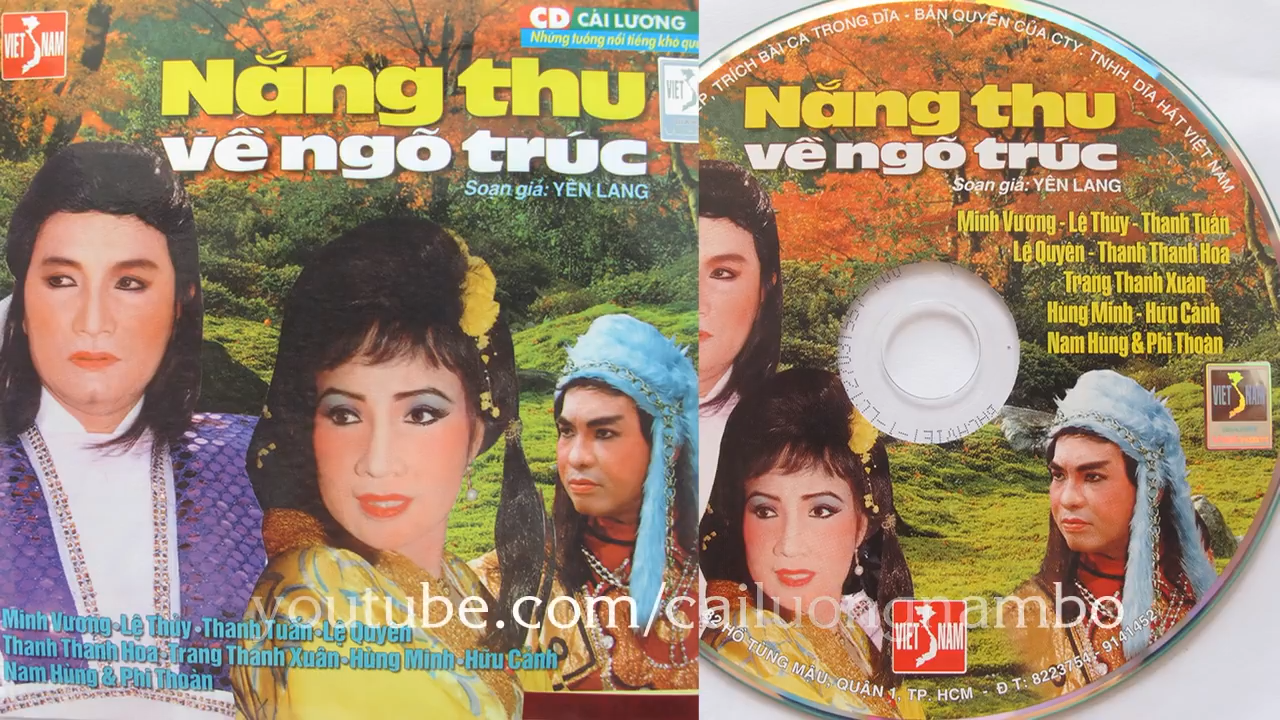 VIỆT NAM
CD CẢI LƯƠNG
Những tuồng nổi tiếng khó
Nắng thu
về ngõ trúc
Soạn giả: YÊN LANG
Minh Vương • Lệ Thủy • Thanh Tuấn • Lệ Quyên
Thanh Thanh Hoa • Trang Thanh Xuân • Hùng Minh • Hữu Cảnh
Nam Hùng & Phi Thoàn
TRÍCH BÀI CA TRONG DĨA - BẢN QUYỀN CỦA CTY. TNHH. DĨA HÁT VIỆT NAM
Nắng thu
về ngõ trúc
Soạn giả: YÊN LANG
Minh Vương - Lệ Thủy - Thanh Tuấn
Lệ Quyên - Thanh Thanh Hoa
Trang Thanh Xuân
Hùng Minh - Hữu Cảnh
Nam Hùng & Phi Thoàn
VIỆT NAM
VIỆT NAM
HỒ TÙNG MẬU, QUẬN 1, TP. HCM - ĐT: 8223754 - 9141452
youtube.com/cailuongnambo